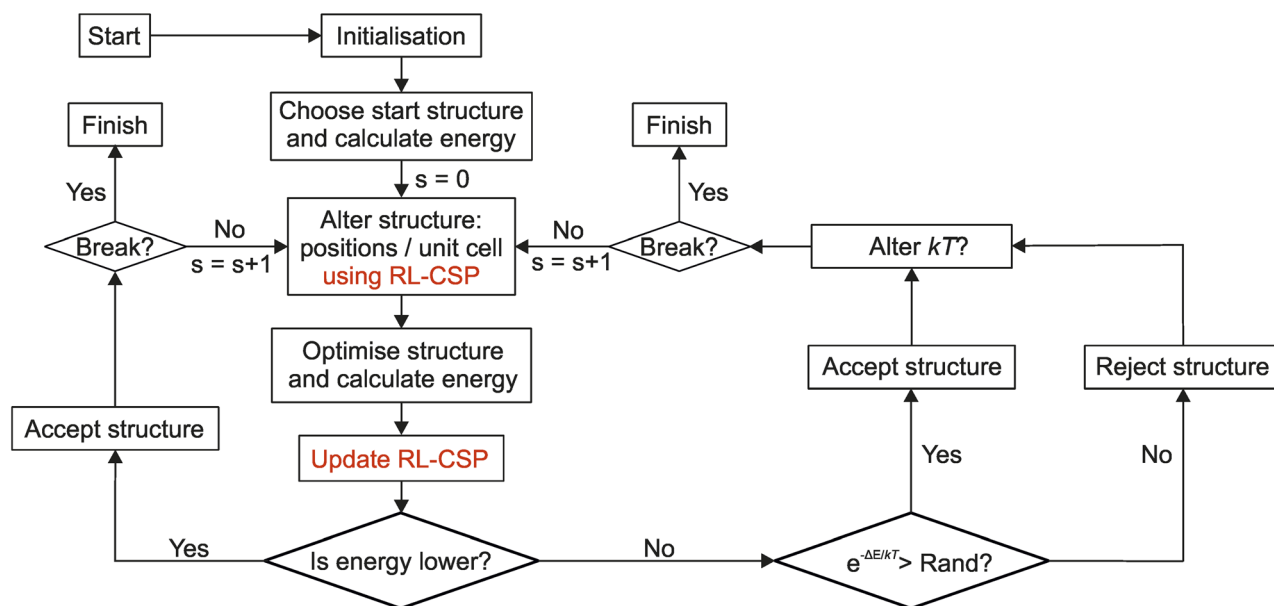 Start
Initialisation
Choose start structure
and calculate energy
s = 0
Finish
Yes
Break?
No
s = s+1
Alter structure:
positions / unit cell
using RL-CSP
Finish
Yes
No
s = s+1
Break?
Alter kT?
Optimise structure
and calculate energy
Accept structure
Reject structure
Accept structure
Update RL-CSP
Yes
No
Yes
Is energy lower?
No
e^-ΔE/kT > Rand?